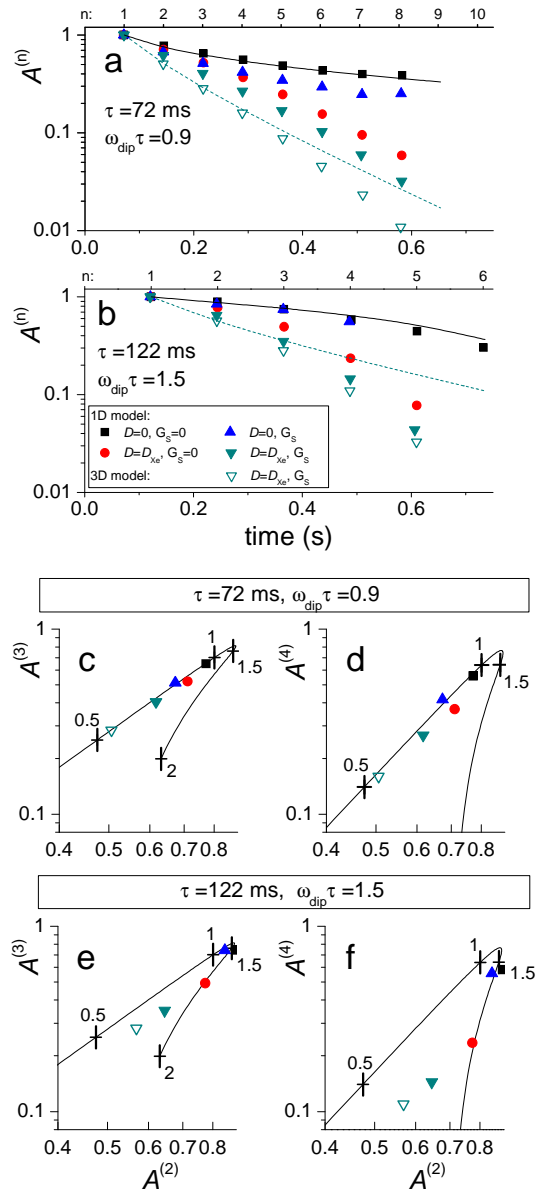 n: 1 2 3 4 5 6 7 8 9 10
1
A(n)
a
τ =72 ms
ωdipτ =0.9
0.1
0.01
0.0 0.2 0.4 0.6
n: 1 2 3 4 5 6
1
A(n)
b
τ =122 ms
ωdipτ =1.5
0.1
1D model:
D=0, GS=0 D=0, GS
D=DXe, GS=0 D=DXe, GS
3D model: D=DXe, GS
0.01
0.0 0.2 0.4 0.6
time (s)
τ =72 ms, ωdipτ =0.9
1 A(3) c 1 1.5 0.5 2 0.1
0.4 0.5 0.6 0.7 0.8
1 A(4) d 1 1.5 0.5 0.1
0.4 0.5 0.6 0.7 0.8
τ =122 ms, ωdipτ =1.5
1 A(3) e 1 1.5 0.5 2 0.1
0.4 0.5 0.6 0.7 0.8
A(2)
1 A(4) f 1 1.5 0.5 0.1
0.4 0.5 0.6 0.7 0.8
A(2)